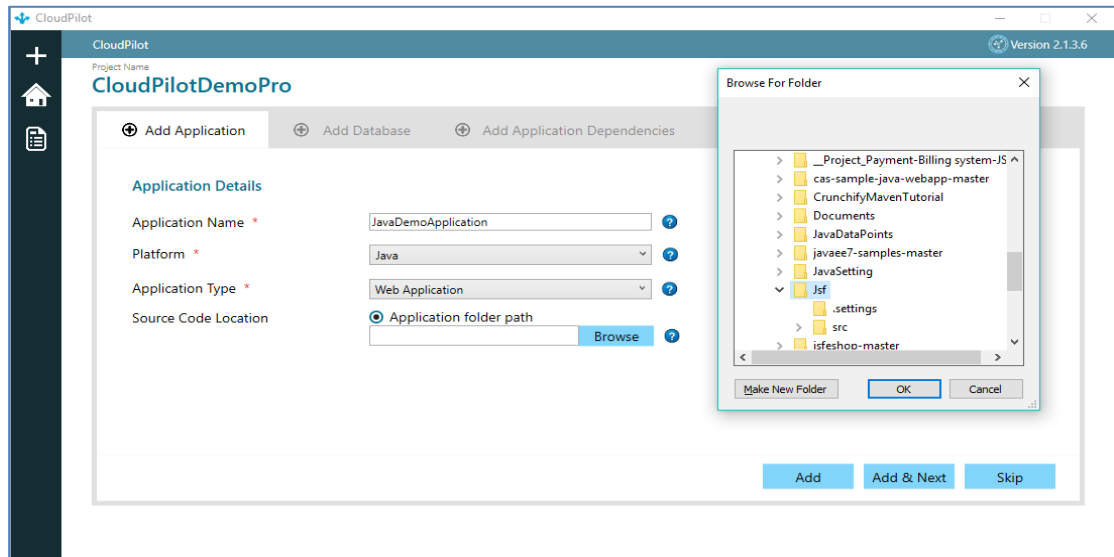 CloudPilot
CloudPilot
Version 2.1.3.6
Project Name
CloudPilotDemoPro
Add Application
Add Database
Add Application Dependencies
Application Details
Application Name *
JavaDemoApplication
Platform *
Java
Application Type *
Web Application
Source Code Location
Application folder path
Browse
Add
Add & Next
Skip
Browse For Folder
__Project_Payment-Billing system-JS
cas-sample-java-webapp-master
CrunchifyMavenTutorial
Documents
JavaDataPoints
javaee7-samples-master
JavaSetting
Jsf
.settings
src
jsfeshop-master
Make New Folder
OK
Cancel